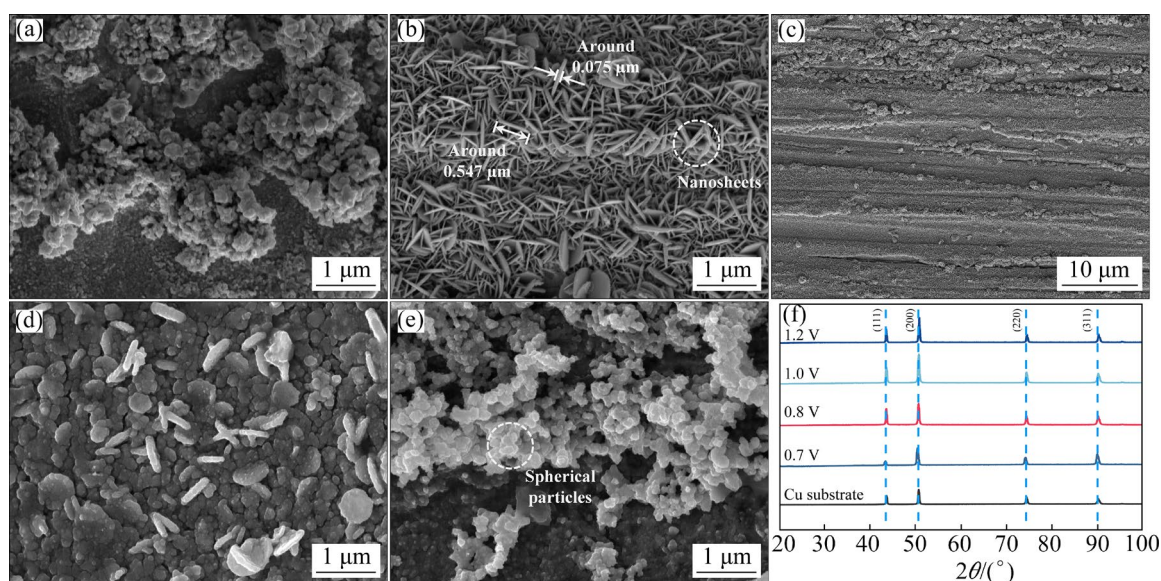 (a)
1 μm
(b)
Around
0.075 μm
Around
0.547 μm
Nanosheets
1 μm
(c)
10 μm
(d)
1 μm
(e)
Spherical
particles
1 μm
(f)
(111)
(200)
(220)
(311)
1.2 V
1.0 V
0.8 V
0.7 V
Cu substrate
20 30 40 50 60 70 80 90 100
2θ/(°)